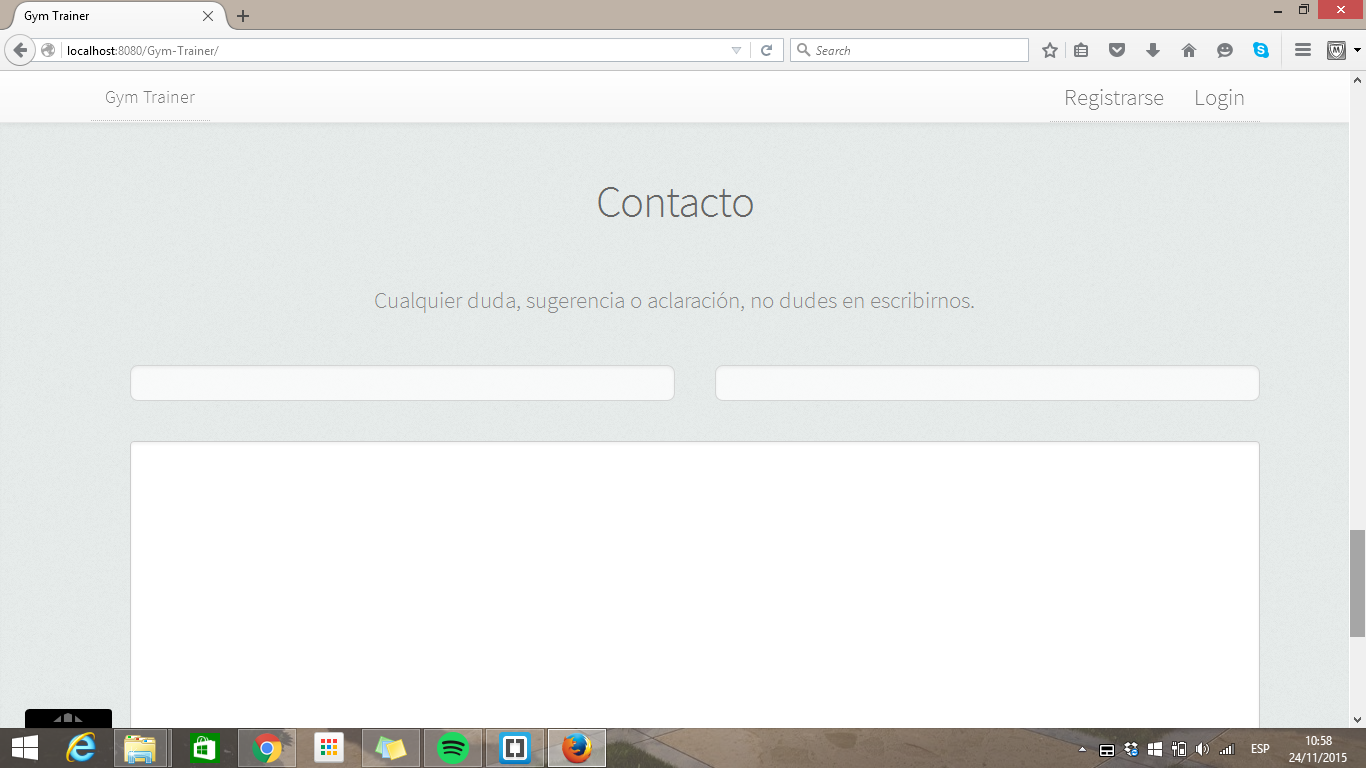 Gym Trainer
localhost:8080/Gym-Trainer/
Search
Gym Trainer
Registrarse
Login
Contacto
Cualquier duda, sugerencia o aclaración, no dudes en escribirnos.
ESP
10:58
24/11/2015